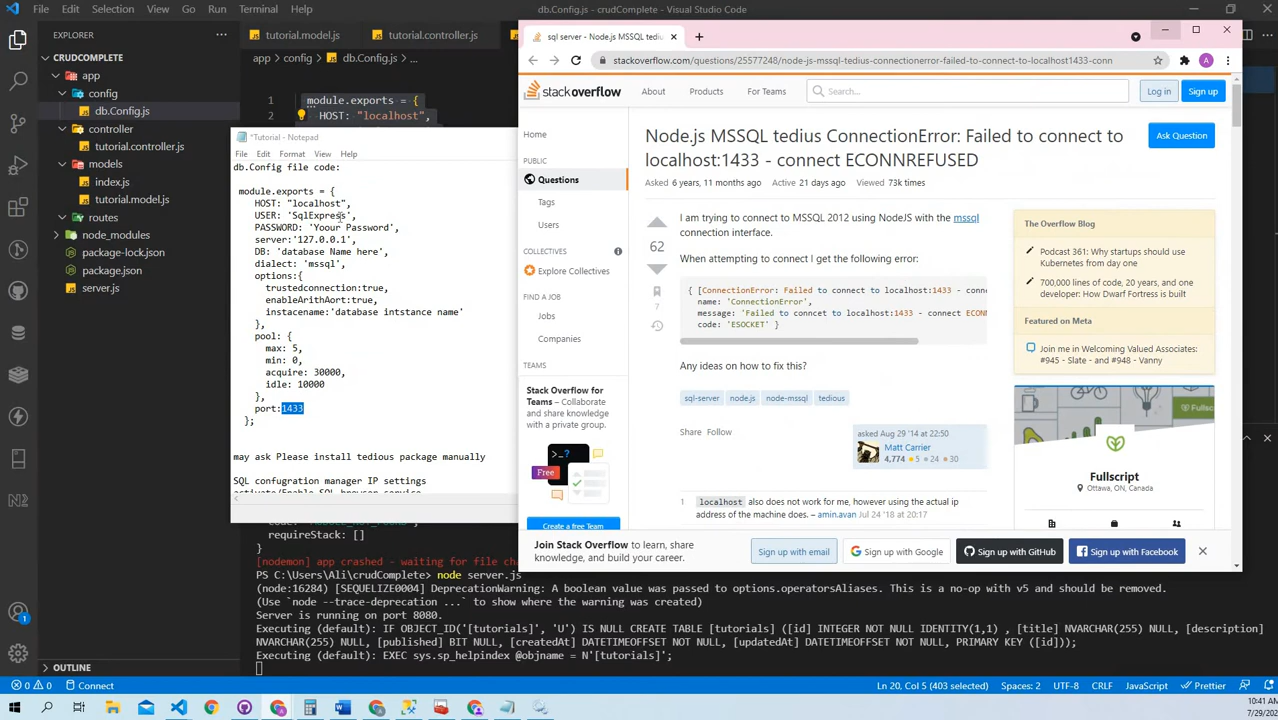 File Edit Selection View Go Run Terminal Help
db.Config.js - crudComplete - Visual Studio Code
EXPLORER
CRUDCOMPLETE
app
config
db.Config.js
controller
tutorial.controller.js
models
index.js
tutorial.model.js
routes
node_modules
package-lock.json
package.json
server.js
OUTLINE
tutorial.model.js
tutorial.controller.js
app > config > db.Config.js > ...
1 module.exports = {
2 HOST: "localhost",
*Tutorial - Notepad
File Edit Format View Help
db.Config file code:
module.exports = {
HOST: "localhost",
USER: 'SqlExpress',
PASSWORD: 'Yoour Password',
server:'127.0.0.1',
DB: 'database Name here',
dialect: 'mssql',
options:{
trustedconnection:true,
enableArithAort:true,
instacename:'database intstance name'
},
pool: {
max: 5,
min: 0,
acquire: 30000,
idle: 10000
},
port:1433
};
may ask Please install tedious package manually
SQL confugration manager IP settings
activate/Enable SQL browser service
sql server - Node.js MSSQL tediu
stackoverflow.com/questions/25577248/node-js-mssql-tedius-connectionerror-failed-to-connect-to-localhost1433-conn
A
stackoverflow
About
Products
For Teams
Search...
Log in
Sign up
Home
PUBLIC
Questions
Tags
Users
COLLECTIVES
Explore Collectives
FIND A JOB
Jobs
Companies
TEAMS
Stack Overflow for
Teams – Collaborate
and share knowledge
with a private group.
Free
Create a free Team
Node.js MSSQL tedius ConnectionError: Failed to connect to
localhost:1433 - connect ECONNREFUSED
Ask Question
Asked 6 years, 11 months ago Active 21 days ago Viewed 73k times
62
?
I am trying to connect to MSSQL 2012 using NodeJS with the mssql
connection interface.
When attempting to connect I get the following error:
{ [ConnectionError: Failed to connect to localhost:1433 - conne
name: 'ConnectionError',
message: 'Failed to conncet to localhost:1433 - connect ECONN
code: 'ESOCKET' }
Any ideas on how to fix this?
sql-server node.js node-mssql tedious
Share Follow
asked Aug 29 '14 at 22:50
Matt Carrier
4,774 5 24 30
1 localhost also does not work for me, however using the actual ip
address of the machine does. – amin.avan Jul 24 '18 at 20:17
The Overflow Blog
Podcast 361: Why startups should use
Kubernetes from day one
700,000 lines of code, 20 years, and one
developer: How Dwarf Fortress is built
Featured on Meta
Join me in Welcoming Valued Associates:
#945 - Slate - and #948 - Vanny
Fullscript
Fullscript
Ottawa, ON, Canada
Join Stack Overflow to learn, share
knowledge, and build your career.
Sign up with email
Sign up with Google
Sign up with GitHub
Sign up with Facebook
requireStack: []
}
[nodemon] app crashed - waiting for file cha
PS C:\Users\Ali\crudComplete> node server.js
(node:16284) [SEQUELIZE0004] DeprecationWarning: A boolean value was passed to options.operatorsAliases. This is a no-op with v5 and should be removed.
(Use `node --trace-deprecation ...` to show where the warning was created)
Server is running on port 8080.
Executing (default): IF OBJECT_ID('[tutorials]', 'U') IS NULL CREATE TABLE [tutorials] ([id] INTEGER NOT NULL IDENTITY(1,1) , [title] NVARCHAR(255) NULL, [description]
NVARCHAR(255) NULL, [published] BIT NULL, [createdAt] DATETIMEOFFSET NOT NULL, [updatedAt] DATETIMEOFFSET NOT NULL, PRIMARY KEY ([id]));
Executing (default): EXEC sys.sp_helpindex @objname = N'[tutorials]';
0 0 Connect
Ln 20, Col 5 (403 selected) Spaces: 2 UTF-8 CRLF JavaScript Prettier
1
10:41 AM
7/29/202